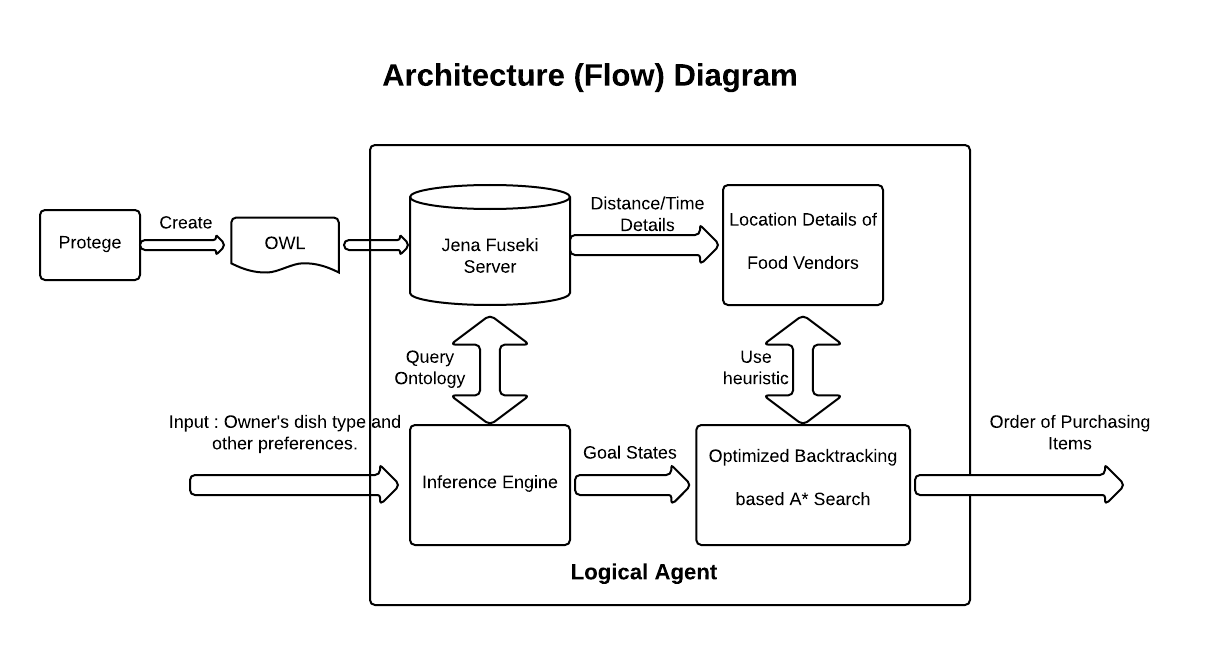 Architecture (Flow) Diagram
Protege
Create
OWL
Jena Fuseki
Server
Distance/Time
Details
Location Details of
Food Vendors
Query
Ontology
Use
heuristic
Input : Owner's dish type and
other preferences.
Inference Engine
Goal States
Optimized Backtracking
based A* Search
Order of Purchasing
Items
Logical Agent